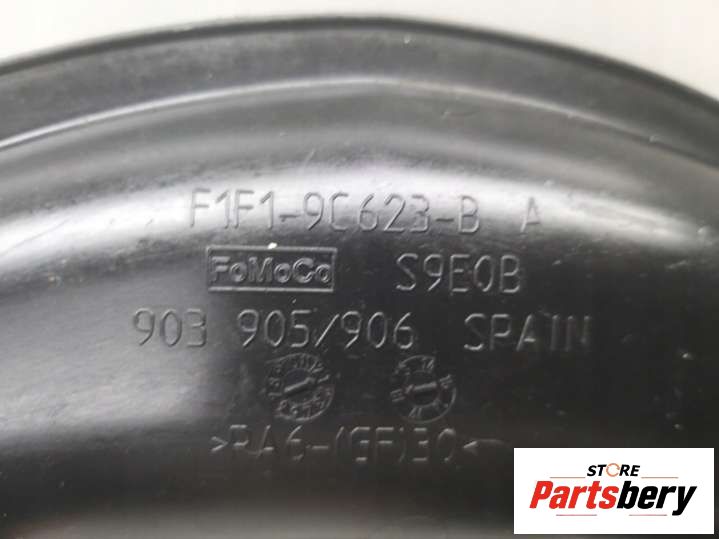 F1F1-9C623-B A
FoMoCo S9E0B
903 905/906 SPAIN
>PA6-(GF)30<
STORE
Partsbery